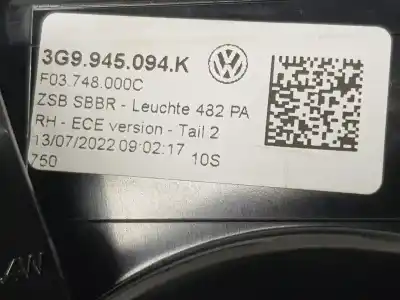 3G9.945.094.K
F03.748.000C
ZSB SBBR - Leuchte 482 PA
RH - ECE version - Tail 2
13/07/2022 09:02:17 10S
750